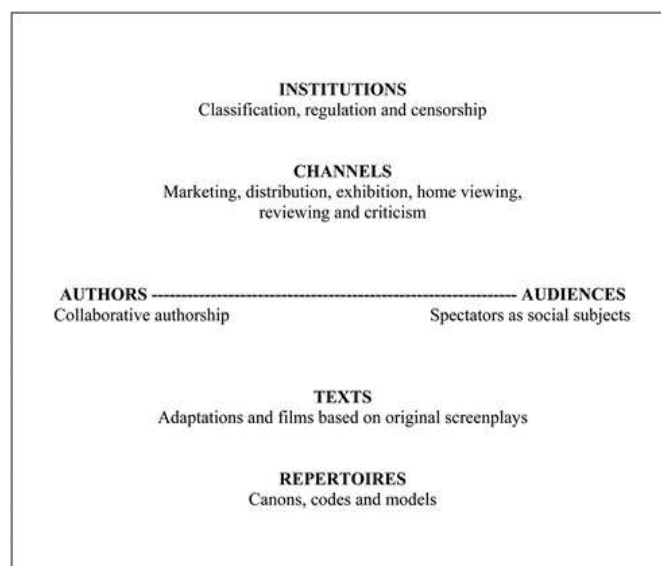 INSTITUTIONS
Classification, regulation and censorship
CHANNELS
Marketing, distribution, exhibition, home viewing,
reviewing and criticism
AUTHORS ------------------------------------------------------------- AUDIENCES
Collaborative authorship Spectators as social subjects
TEXTS
Adaptations and films based on original screenplays
REPERTOIRES
Canons, codes and models